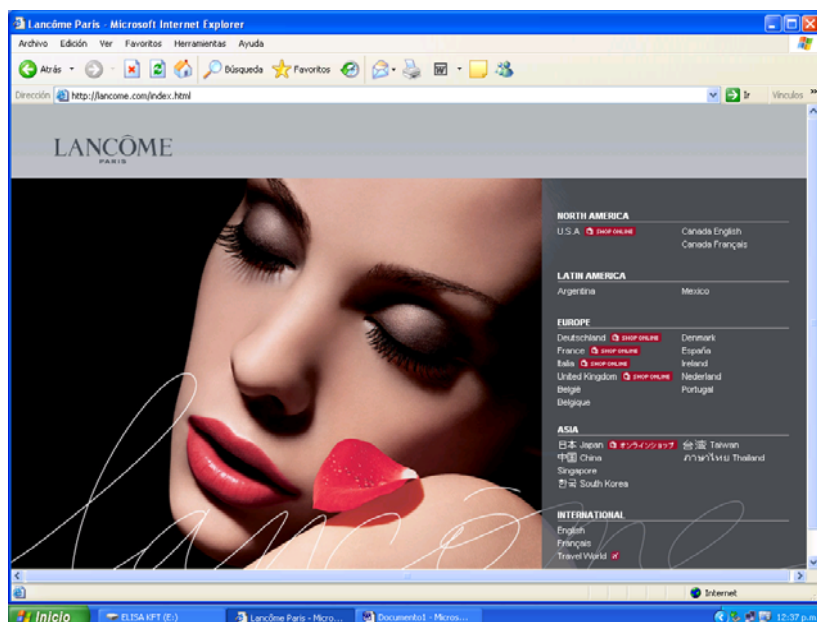 Lancôme Paris - Microsoft Internet Explorer
Archivo Edición Ver Favoritos Herramientas Ayuda
Atrás Búsqueda Favoritos
Dirección http://lancome.com/index.html Ir Vínculos
LANCÔME
PARIS
NORTH AMERICA
U.S.A. SHOP ONLINE Canada English
Canada Français
LATIN AMERICA
Argentina Mexico
EUROPE
Deutschland SHOP ONLINE Denmark
France SHOP ONLINE España
Italia SHOP ONLINE Ireland
United Kingdom SHOP ONLINE Nederland
België Portugal
Belgique
ASIA
日本 Japan オンラインショップ 台灣 Taiwan
中国 China ภาษาไทย Thailand
Singapore
한국 South Korea
INTERNATIONAL
English
Français
Travel World
lancôme
Internet
Inicio ELISA KFT (E:) Lancôme Paris - Micro... Documento1 - Micros... 12:37 p.m.